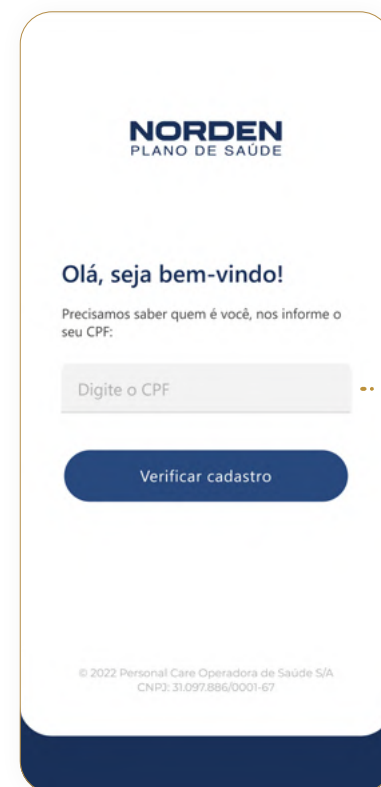 NORDEN
PLANO DE SAÚDE
Olá, seja bem-vindo!
Precisamos saber quem é você, nos informe o
seu CPF:
Digite o CPF
Verificar cadastro
© 2022 Personal Care Operadora de Saúde S/A
CNPJ: 31.097.886/0001-67